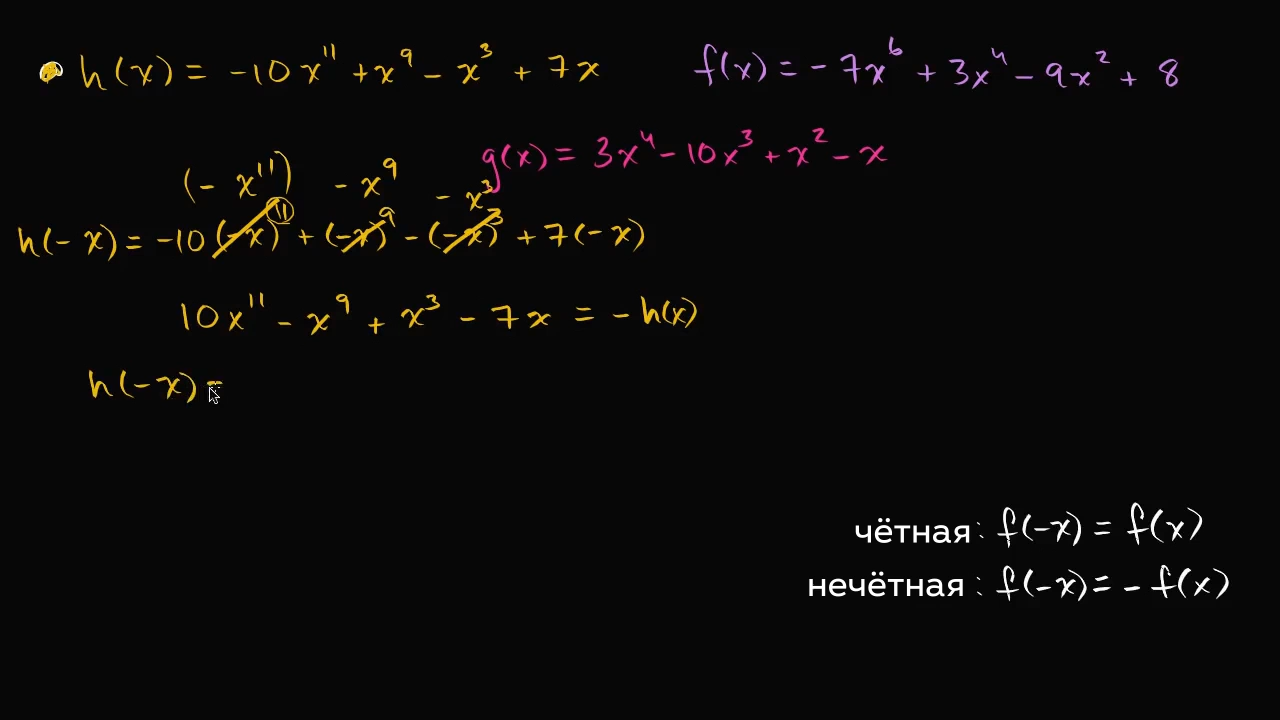 h(x) = -10x¹¹ + x⁹ - x³ + 7x
f(x) = -7x⁶ + 3x⁴ - 9x² + 8
g(x) = 3x⁴ - 10x³ + x² - x
(- x¹¹) - x⁹ - x³
h(-x) = -10(-x)¹¹ + (-x)⁹ - (-x)³ + 7(-x)
10x¹¹ - x⁹ + x³ - 7x = - h(x)
h(-x) =
чётная: f(-x) = f(x)
нечётная: f(-x) = - f(x)